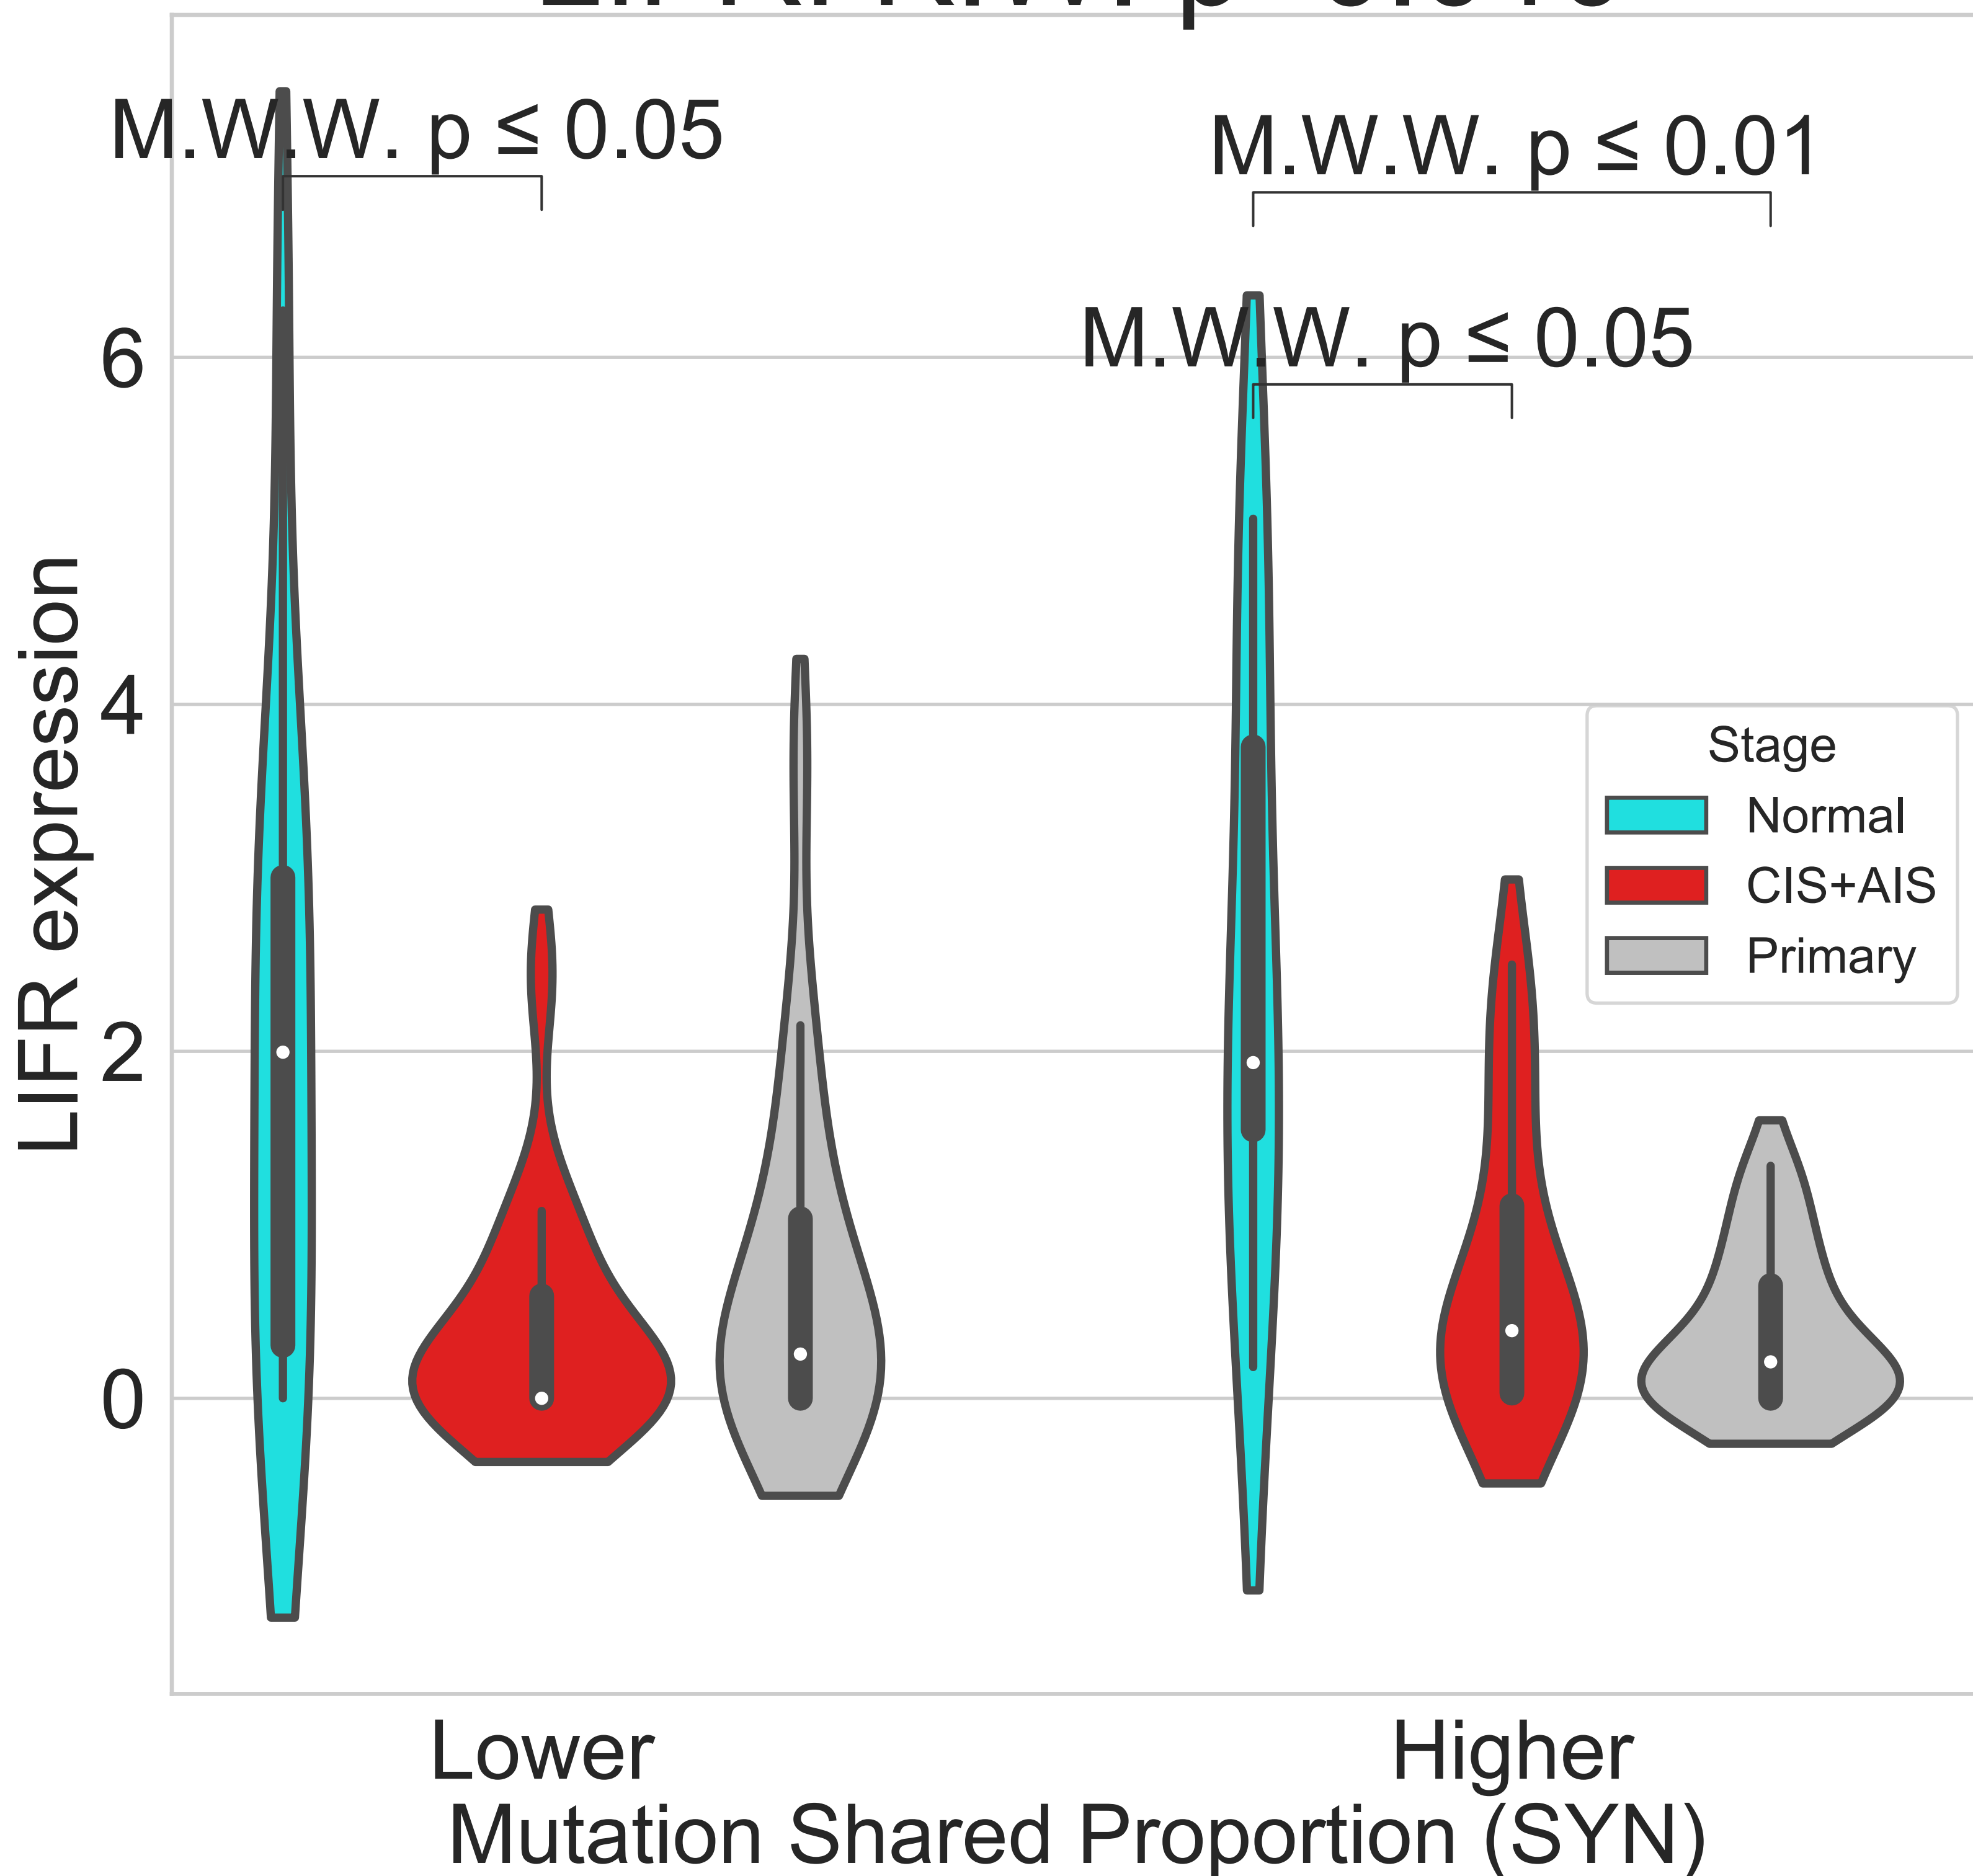 M.W.W. p ≤ 0.05
M.W.W. p ≤ 0.01
M.W.W. p ≤ 0.05
6
4
2
0
LIFR expression
Stage
Normal
CIS+AIS
Primary
Lower
Higher
Mutation Shared Proportion (SYN)